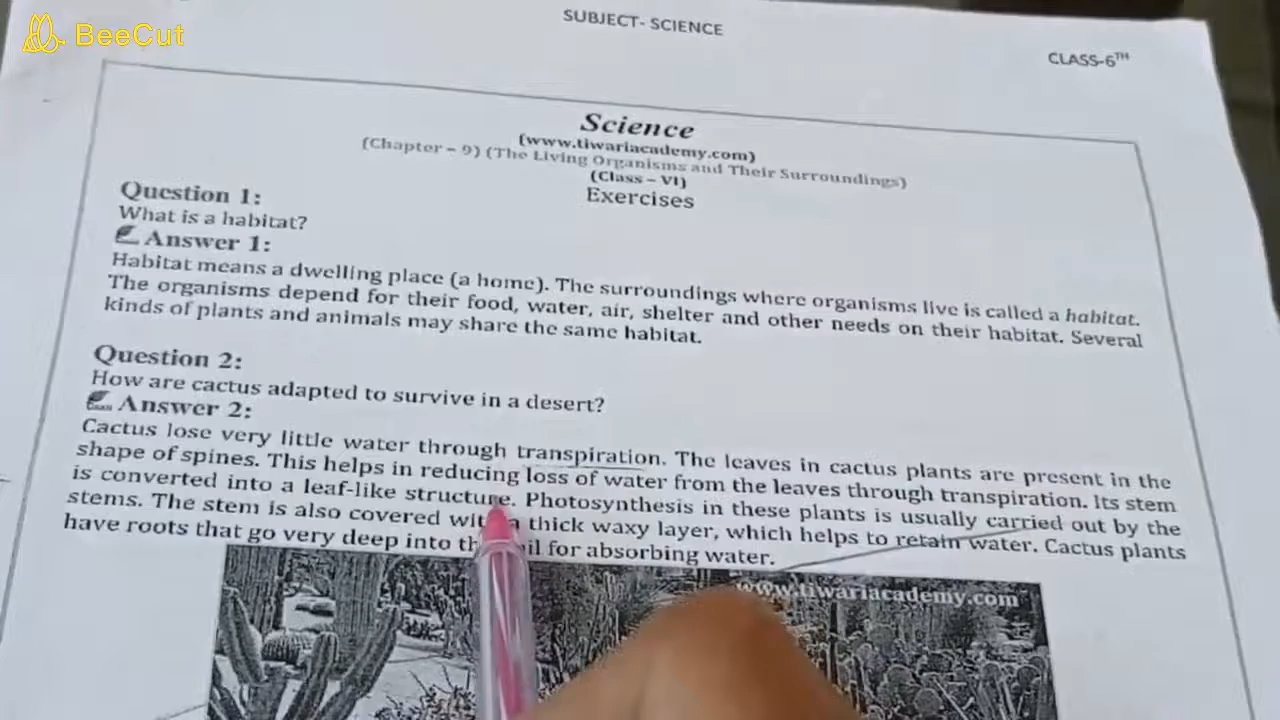 BeeCut
SUBJECT- SCIENCE
CLASS-6TH
Science
(www.tiwariacademy.com)
(Chapter – 9) (The Living Organisms and Their Surroundings)
(Class – VI)
Exercises
Question 1:
What is a habitat?
Answer 1:
Habitat means a dwelling place (a home). The surroundings where organisms live is called a habitat.
The organisms depend for their food, water, air, shelter and other needs on their habitat. Several
kinds of plants and animals may share the same habitat.
Question 2:
How are cactus adapted to survive in a desert?
Answer 2:
Cactus lose very little water through transpiration. The leaves in cactus plants are present in the
shape of spines. This helps in reducing loss of water from the leaves through transpiration. Its stem
is converted into a leaf-like structure. Photosynthesis in these plants is usually carried out by the
stems. The stem is also covered with a thick waxy layer, which helps to retain water. Cactus plants
have roots that go very deep into the soil for absorbing water.
www.tiwariacademy.com